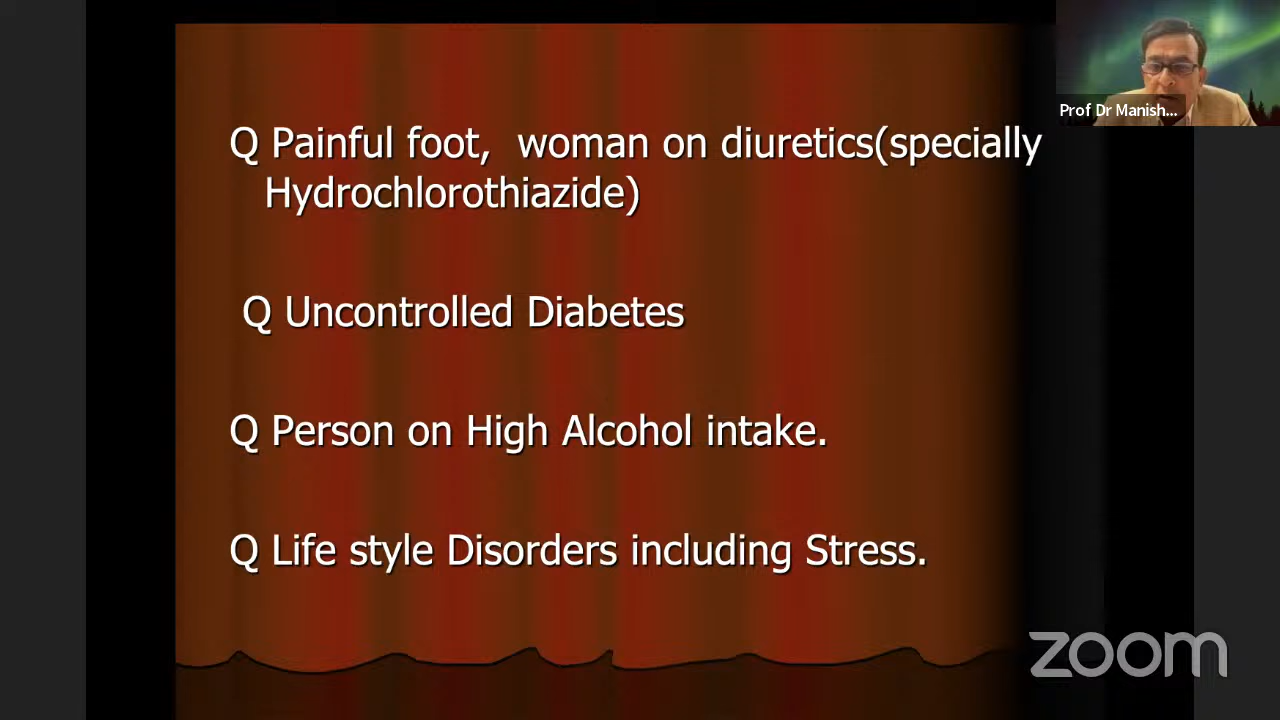 Prof Dr Manish...
Q Painful foot, woman on diuretics(specially
Hydrochlorothiazide)
Q Uncontrolled Diabetes
Q Person on High Alcohol intake.
Q Life style Disorders including Stress.
zoom